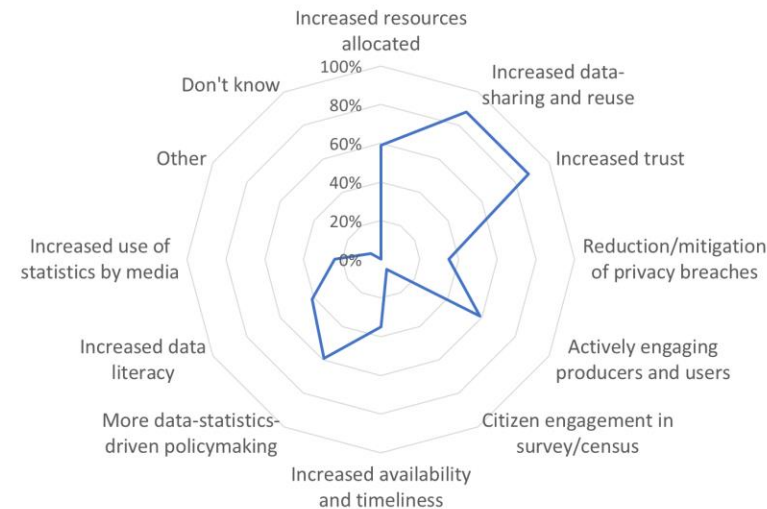 Increased resources
allocated
100%
Increased data-
sharing and reuse
Don't know
80%
60%
Other
Increased trust
40%
20%
Increased use of
statistics by media
0%
Reduction/mitigation
of privacy breaches
Increased data
literacy
Actively engaging
producers and users
More data-statistics-
driven policymaking
Citizen engagement in
survey/census
Increased availability
and timeliness